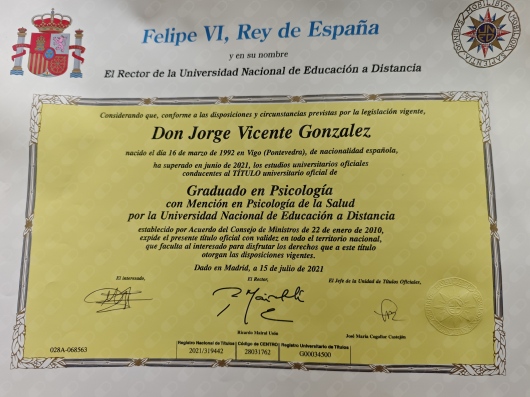 Felipe VI, Rey de España
y en su nombre
El Rector de la Universidad Nacional de Educación a Distancia
Considerando que, conforme a las disposiciones y circunstancias previstas por la legislación vigente,
Don Jorge Vicente Gonzalez
nacido el día 16 de marzo de 1992 en Vigo (Pontevedra), de nacionalidad española,
ha superado en junio de 2021, los estudios universitarios oficiales
conducentes al TÍTULO universitario oficial de
Graduado en Psicología
con Mención en Psicología de la Salud
por la Universidad Nacional de Educación a Distancia
establecido por Acuerdo del Consejo de Ministros de 22 de enero de 2010,
expide el presente título oficial con validez en todo el territorio nacional,
que faculta al interesado para disfrutar los derechos que a este título
otorgan las disposiciones vigentes.
Dado en Madrid, a 15 de julio de 2021
El interesado,
El Rector,
El Jefe de la Unidad de Títulos Oficiales,
Ricardo Mairal Usón
José María Cogollor Castejón
028A-068563
Registro Nacional de Títulos
2021/319442
Código de CENTRO
28031762
Registro Universitario de Títulos
G00034500